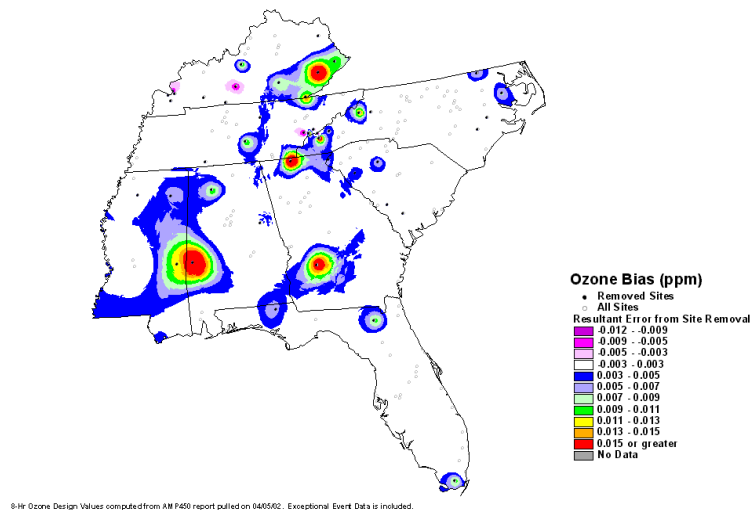 Ozone Bias (ppm)
Removed Sites
All Sites
Resultant Error from Site Removal
-0.012 - -0.009
-0.009 - -0.005
-0.005 - -0.003
-0.003 - 0.003
0.003 - 0.005
0.005 - 0.007
0.007 - 0.009
0.009 - 0.011
0.011 - 0.013
0.013 - 0.015
0.015 or greater
No Data
8-Hr Ozone Design Values computed from AMP450 report pulled on 04/05/02. Exceptional Event Data is included.